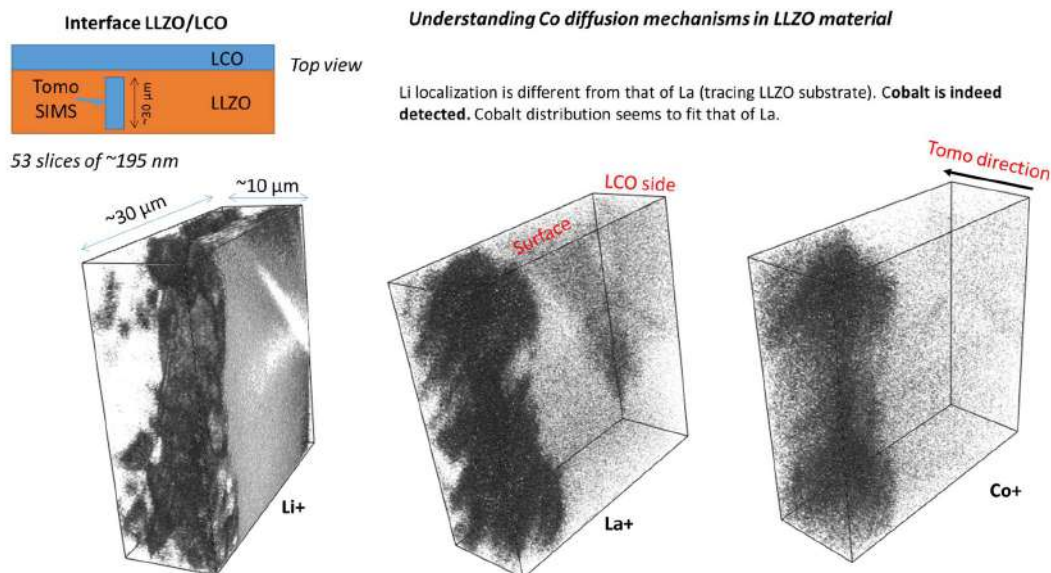 Interface LLZO/LCO
Understanding Co diffusion mechanisms in LLZO material
LCO
Top view
Tomo
SIMS
~30 µm
LLZO
Li localization is different from that of La (tracing LLZO substrate). Cobalt is indeed
detected. Cobalt distribution seems to fit that of La.
53 slices of ~195 nm
~30 µm
~10 µm
LCO side
Surface
Tomo direction
Li+
La+
Co+